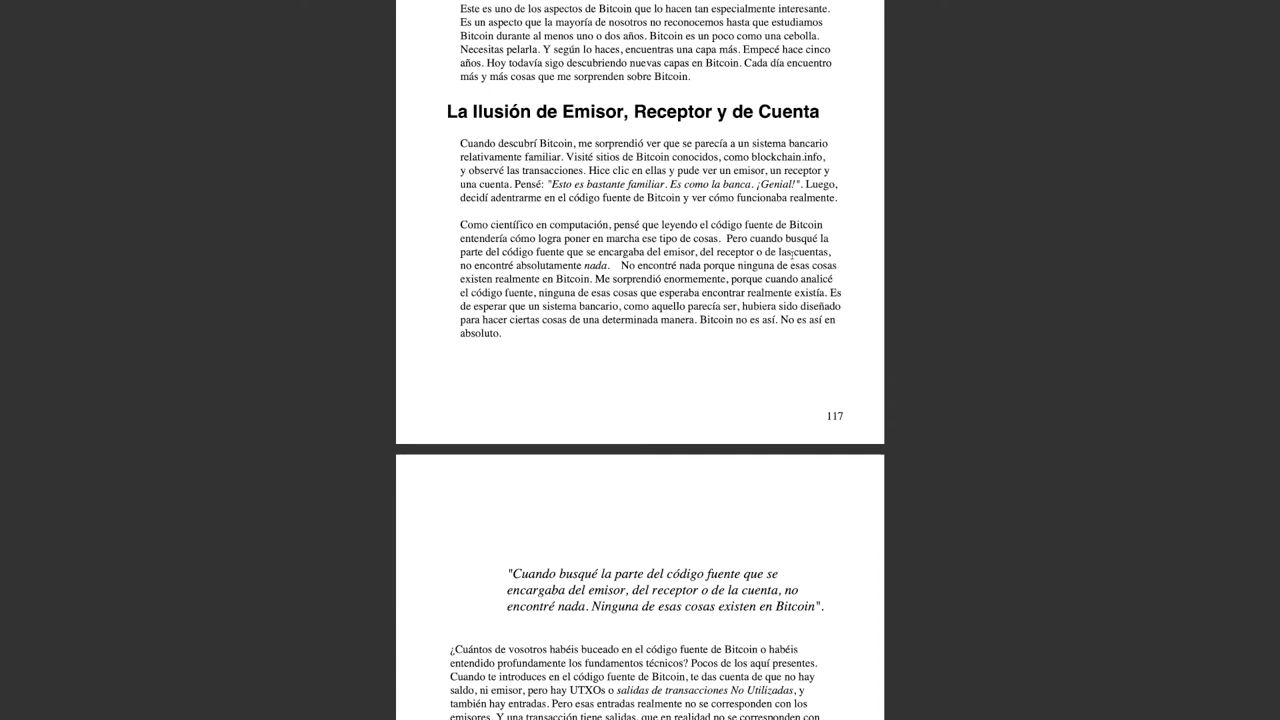 Este es uno de los aspectos de Bitcoin que lo hacen tan especialmente interesante.
Es un aspecto que la mayoría de nosotros no reconocemos hasta que estudiamos
Bitcoin durante al menos uno o dos años. Bitcoin es un poco como una cebolla.
Necesitas pelarla. Y según lo haces, encuentras una capa más. Empecé hace cinco
años. Hoy todavía sigo descubriendo nuevas capas en Bitcoin. Cada día encuentro
más y más cosas que me sorprenden sobre Bitcoin.
La Ilusión de Emisor, Receptor y de Cuenta
Cuando descubrí Bitcoin, me sorprendió ver que se parecía a un sistema bancario
relativamente familiar. Visité sitios de Bitcoin conocidos, como blockchain.info,
y observé las transacciones. Hice clic en ellas y pude ver un emisor, un receptor y
una cuenta. Pensé: "Esto es bastante familiar. Es como la banca. ¡Genial!". Luego,
decidí adentrarme en el código fuente de Bitcoin y ver cómo funcionaba realmente.
Como científico en computación, pensé que leyendo el código fuente de Bitcoin
entendería cómo logra poner en marcha ese tipo de cosas. Pero cuando busqué la
parte del código fuente que se encargaba del emisor, del receptor o de las cuentas,
no encontré absolutamente nada. No encontré nada porque ninguna de esas cosas
existen realmente en Bitcoin. Me sorprendió enormemente, porque cuando analicé
el código fuente, ninguna de esas cosas que esperaba encontrar realmente existía. Es
de esperar que un sistema bancario, como aquello parecía ser, hubiera sido diseñado
para hacer ciertas cosas de una determinada manera. Bitcoin no es así. No es así en
absoluto.
117
"Cuando busqué la parte del código fuente que se
encargaba del emisor, del receptor o de la cuenta, no
encontré nada. Ninguna de esas cosas existen en Bitcoin".
¿Cuántos de vosotros habéis buceado en el código fuente de Bitcoin o habéis
entendido profundamente los fundamentos técnicos? Pocos de los aquí presentes.
Cuando te introduces en el código fuente de Bitcoin, te das cuenta de que no hay
saldo, ni emisor, pero hay UTXOs o salidas de transacciones No Utilizadas, y
también hay entradas. Pero esas entradas realmente no se corresponden con los
emisores. Y una transacción tiene salidas, que en realidad no se corresponden con